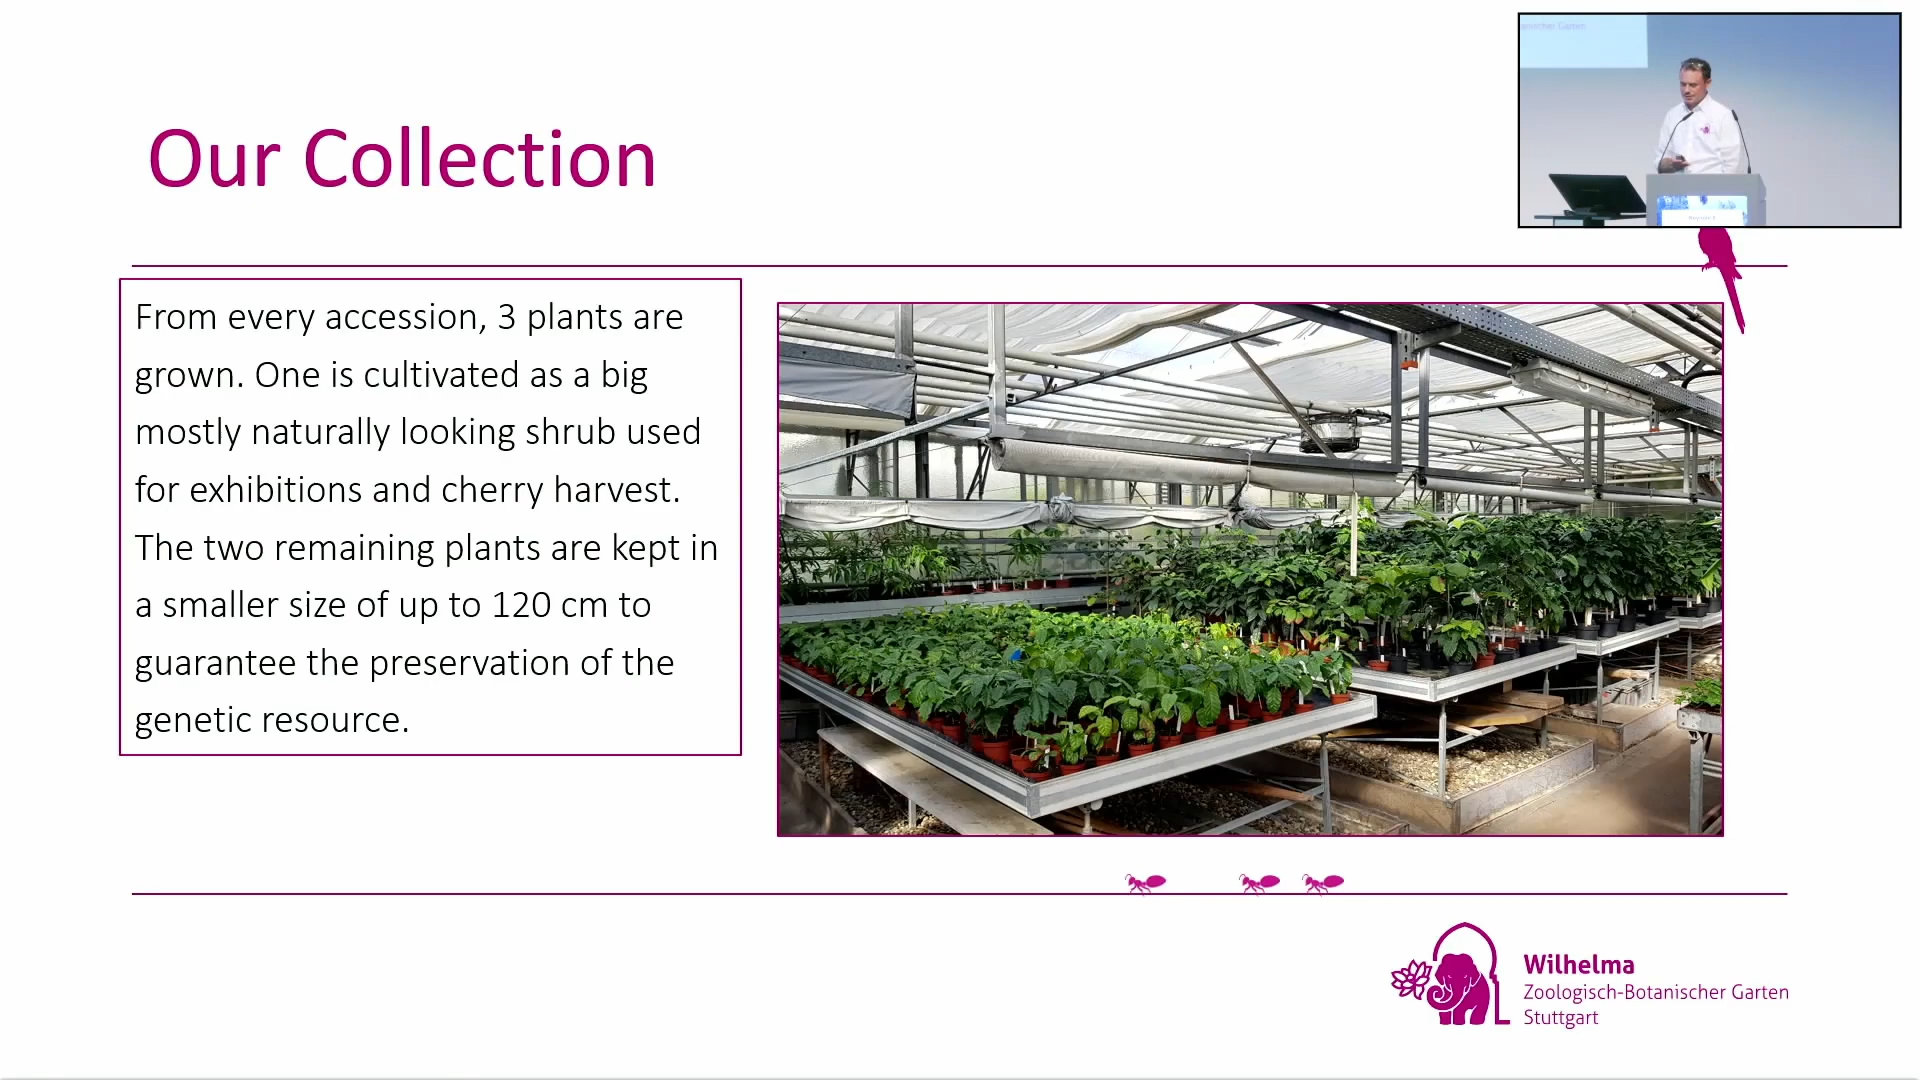 Our Collection
From every accession, 3 plants are
grown. One is cultivated as a big
mostly naturally looking shrub used
for exhibitions and cherry harvest.
The two remaining plants are kept in
a smaller size of up to 120 cm to
guarantee the preservation of the
genetic resource.
Wilhelma
Zoologisch-Botanischer Garten
Stuttgart